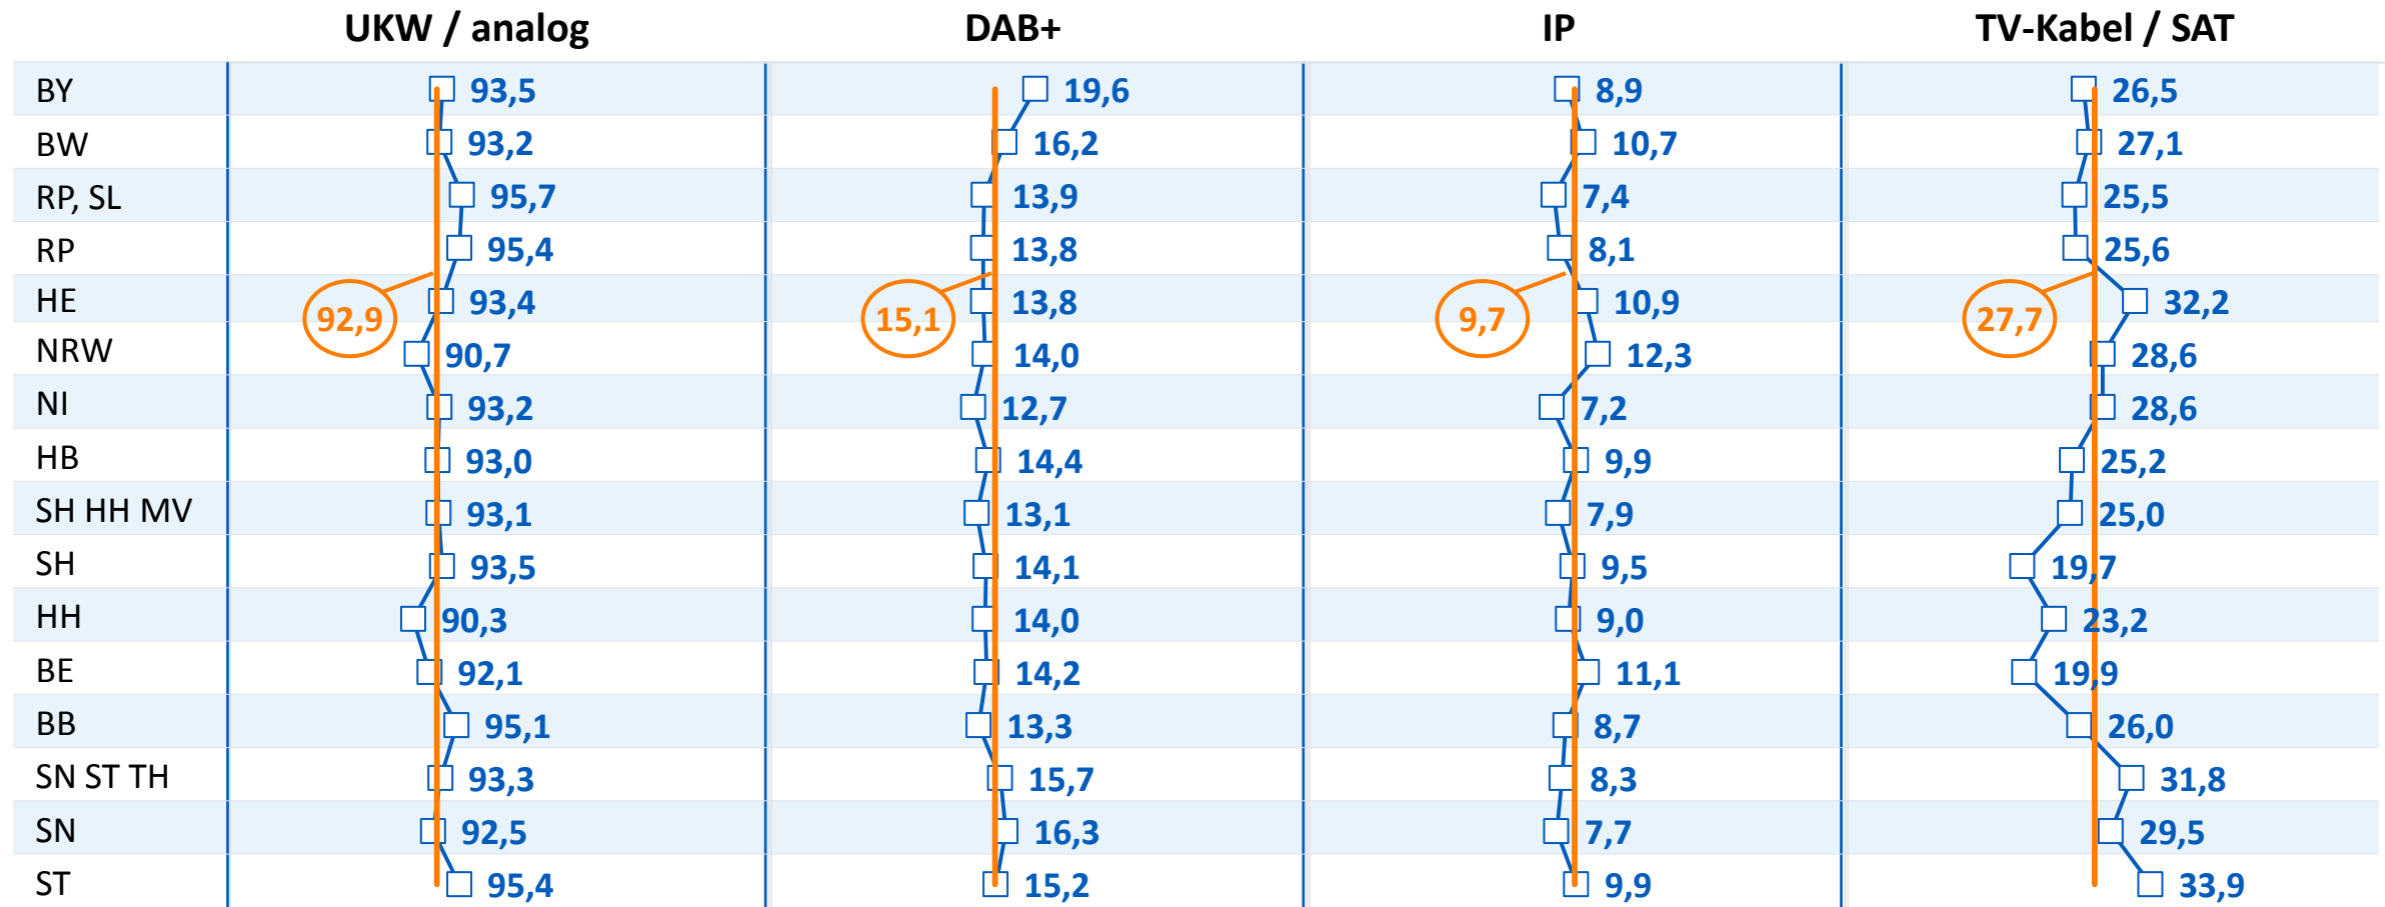 UKW / analog DAB+ IP TV-Kabel / SAT
BY 93,5 19,6 8,9 26,5
BW 93,2 16,2 10,7 27,1
RP, SL 95,7 13,9 7,4 25,5
RP 95,4 13,8 8,1 25,6
HE 93,4 13,8 10,9 32,2
92,9 15,1 9,7 27,7
NRW 90,7 14,0 12,3 28,6
NI 93,2 12,7 7,2 28,6
HB 93,0 14,4 9,9 25,2
SH HH MV 93,1 13,1 7,9 25,0
SH 93,5 14,1 9,5 19,7
HH 90,3 14,0 9,0 23,2
BE 92,1 14,2 11,1 19,9
BB 95,1 13,3 8,7 26,0
SN ST TH 93,3 15,7 8,3 31,8
SN 92,5 16,3 7,7 29,5
ST 95,4 15,2 9,9 33,9